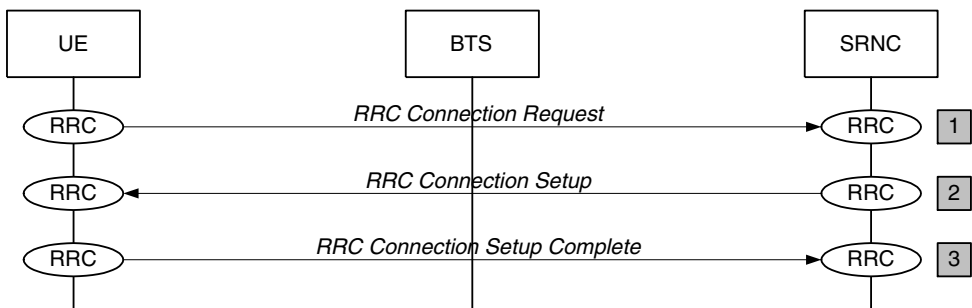 UE
BTS
SRNC
RRC Connection Request
RRC
RRC
1
RRC Connection Setup
RRC
RRC
2
RRC Connection Setup Complete
RRC
RRC
3